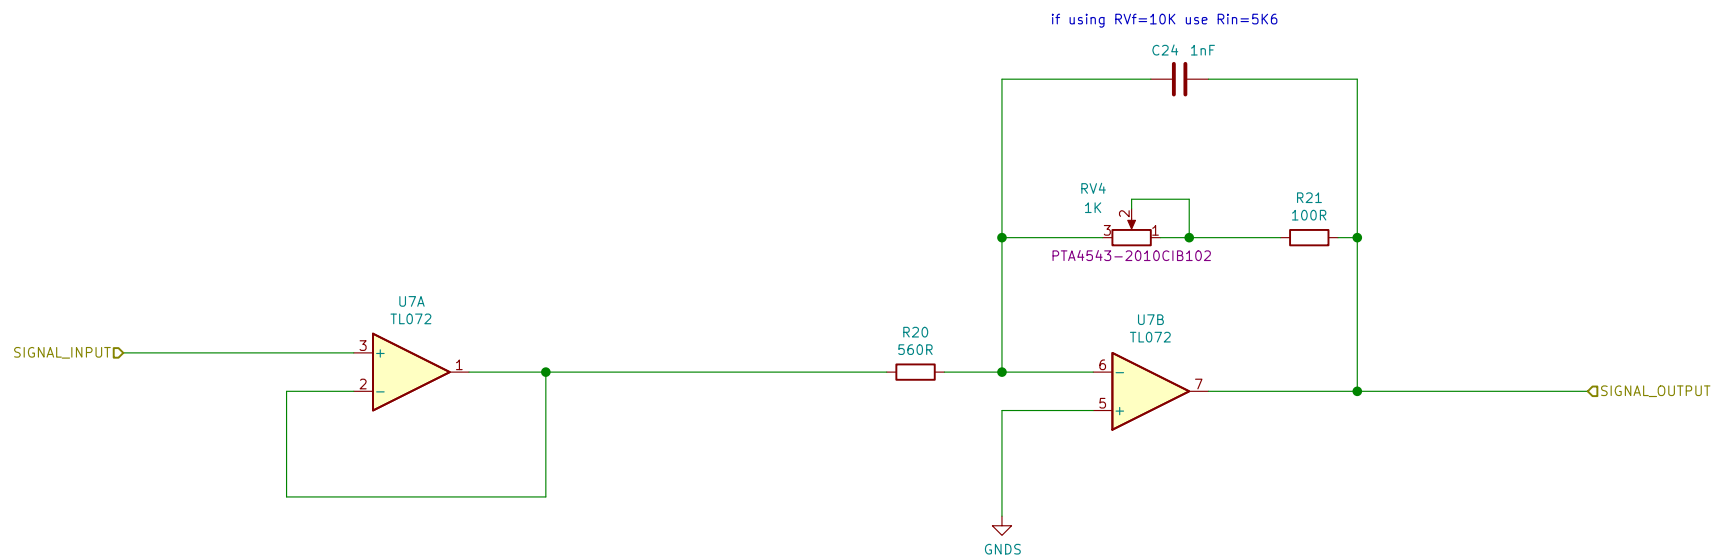 if using RVf=10K use Rin=5K6
C24 1nF
RV4
1K
2
3
1
PTA4543-2010CIB102
R21
100R
U7A
TL072
SIGNAL_INPUT
3
+
2
−
1
R20
560R
U7B
TL072
6
−
5
+
7
SIGNAL_OUTPUT
GNDS